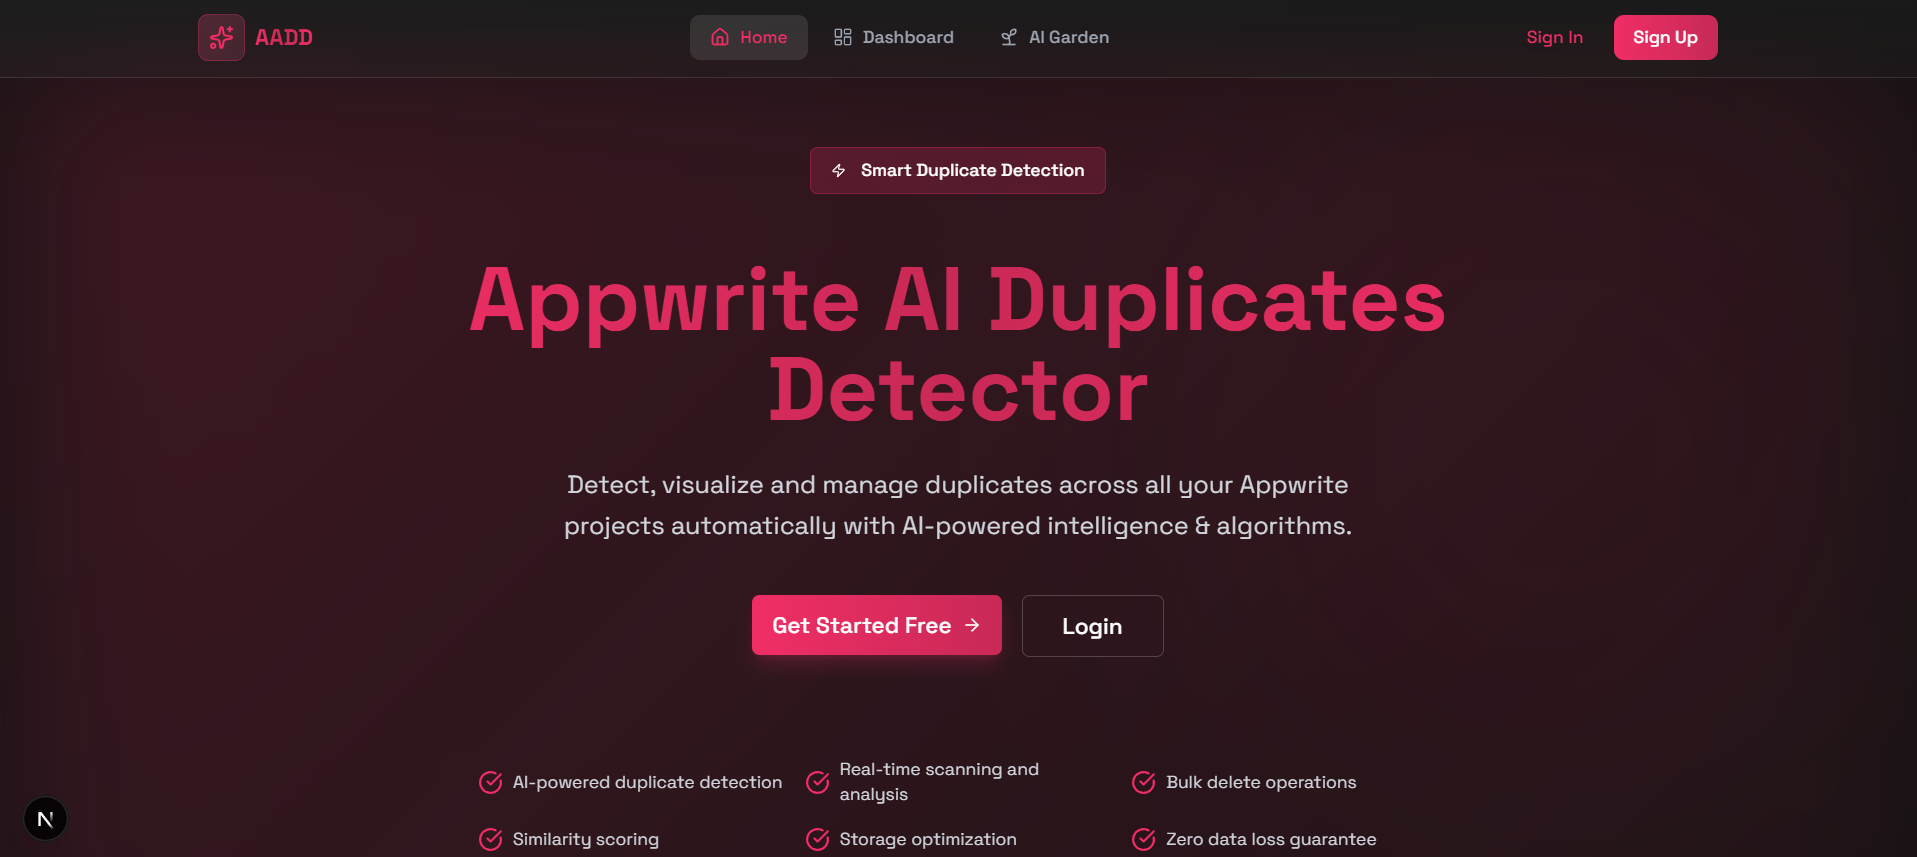 AADD
Home
Dashboard
AI Garden
Sign In
Sign Up
Smart Duplicate Detection
Appwrite AI Duplicates
Detector
Detect, visualize and manage duplicates across all your Appwrite
projects automatically with AI-powered intelligence & algorithms.
Get Started Free
Login
AI-powered duplicate detection
Real-time scanning and
analysis
Bulk delete operations
Similarity scoring
Storage optimization
Zero data loss guarantee
N